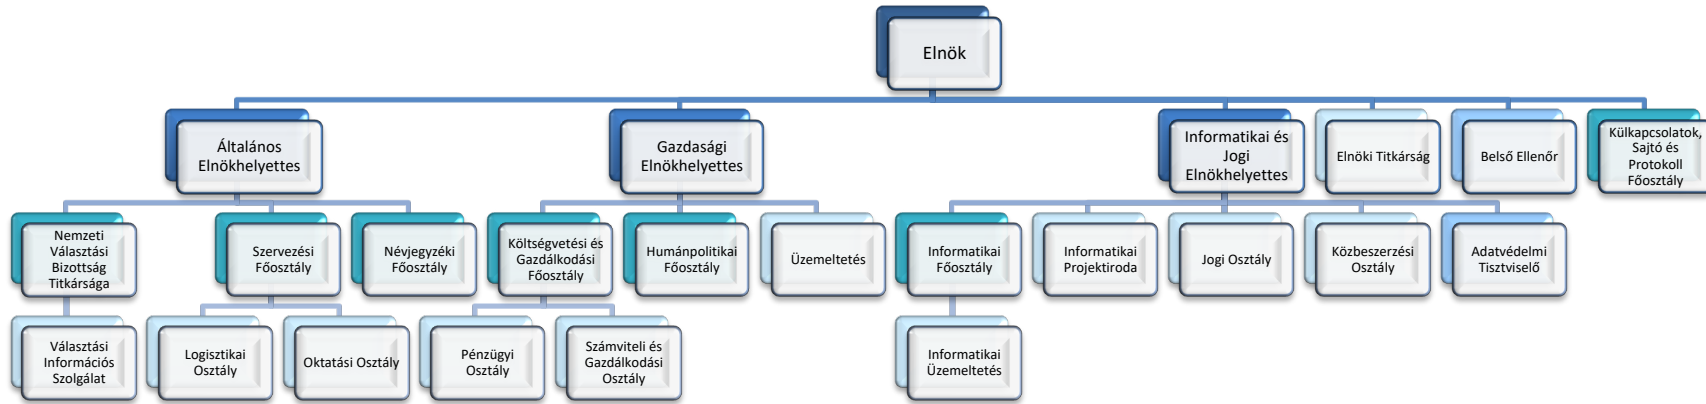 Elnök
Általános
Elnökhelyettes
Gazdasági
Elnökhelyettes
Informatikai és
Jogi
Elnökhelyettes
Elnöki Titkárság
Belső Ellenőr
Külkapcsolatok,
Sajtó és
Protokoll
Főosztály
Nemzeti
Választási
Bizottság
Titkársága
Szervezési
Főosztály
Névjegyzéki
Főosztály
Költségvetési és
Gazdálkodási
Főosztály
Humánpolitikai
Főosztály
Üzemeltetés
Informatikai
Főosztály
Informatikai
Projektiroda
Jogi Osztály
Közbeszerzési
Osztály
Adatvédelmi
Tisztviselő
Választási
Információs
Szolgálat
Logisztikai
Osztály
Oktatási Osztály
Pénzügyi
Osztály
Számviteli és
Gazdálkodási
Osztály
Informatikai
Üzemeltetés